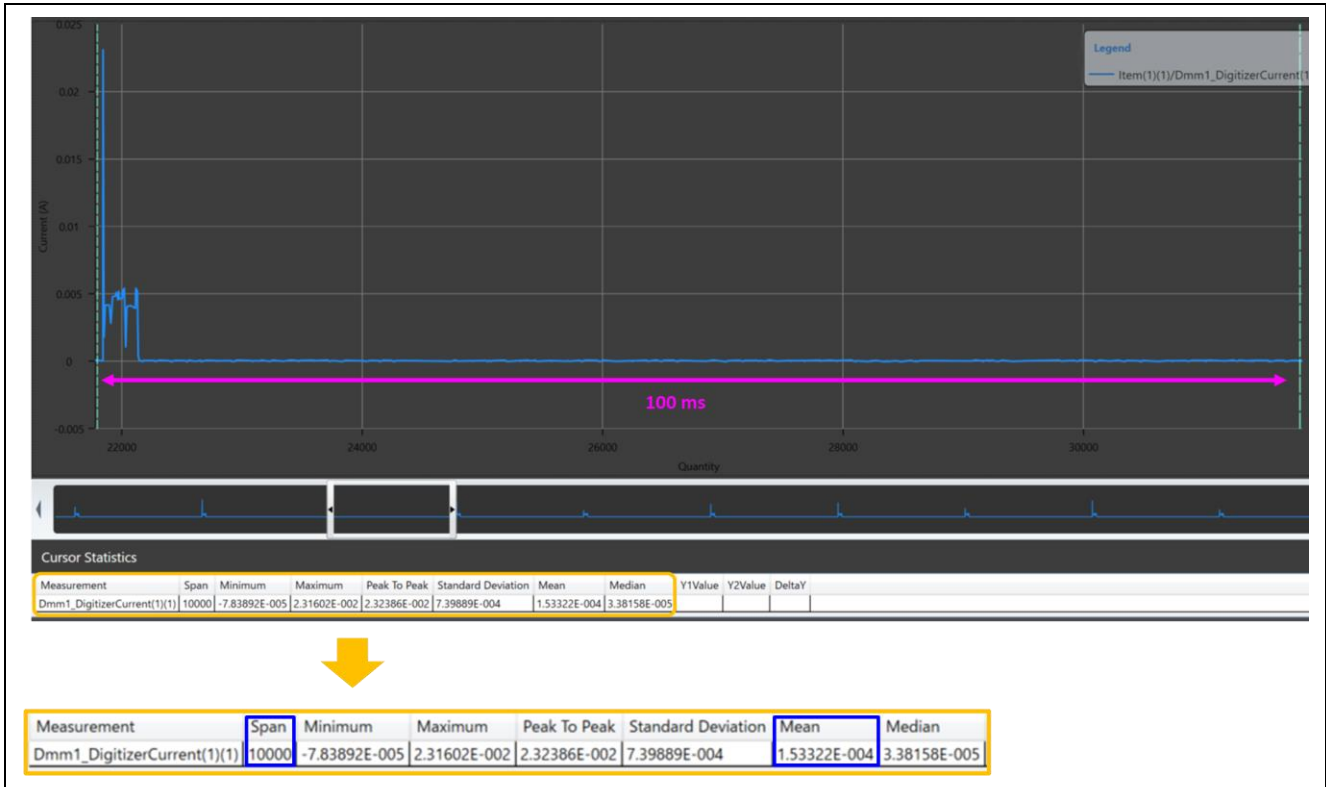 0.025
Legend
Item(1)(1)/Dmm1_DigitizerCurrent(1
0.02
0.015
Current (A)
0.01
0.005
0
100 ms
-0.005
22000 24000 26000 28000 30000
Quantity
Cursor Statistics
Measurement Span Minimum Maximum Peak To Peak Standard Deviation Mean Median Y1Value Y2Value DeltaY
Dmm1_DigitizerCurrent(1)(1) 10000 -7.83892E-005 2.31602E-002 2.32386E-002 7.39889E-004 1.53322E-004 3.38158E-005
Measurement Span Minimum Maximum Peak To Peak Standard Deviation Mean Median
Dmm1_DigitizerCurrent(1)(1) 10000 -7.83892E-005 2.31602E-002 2.32386E-002 7.39889E-004 1.53322E-004 3.38158E-005